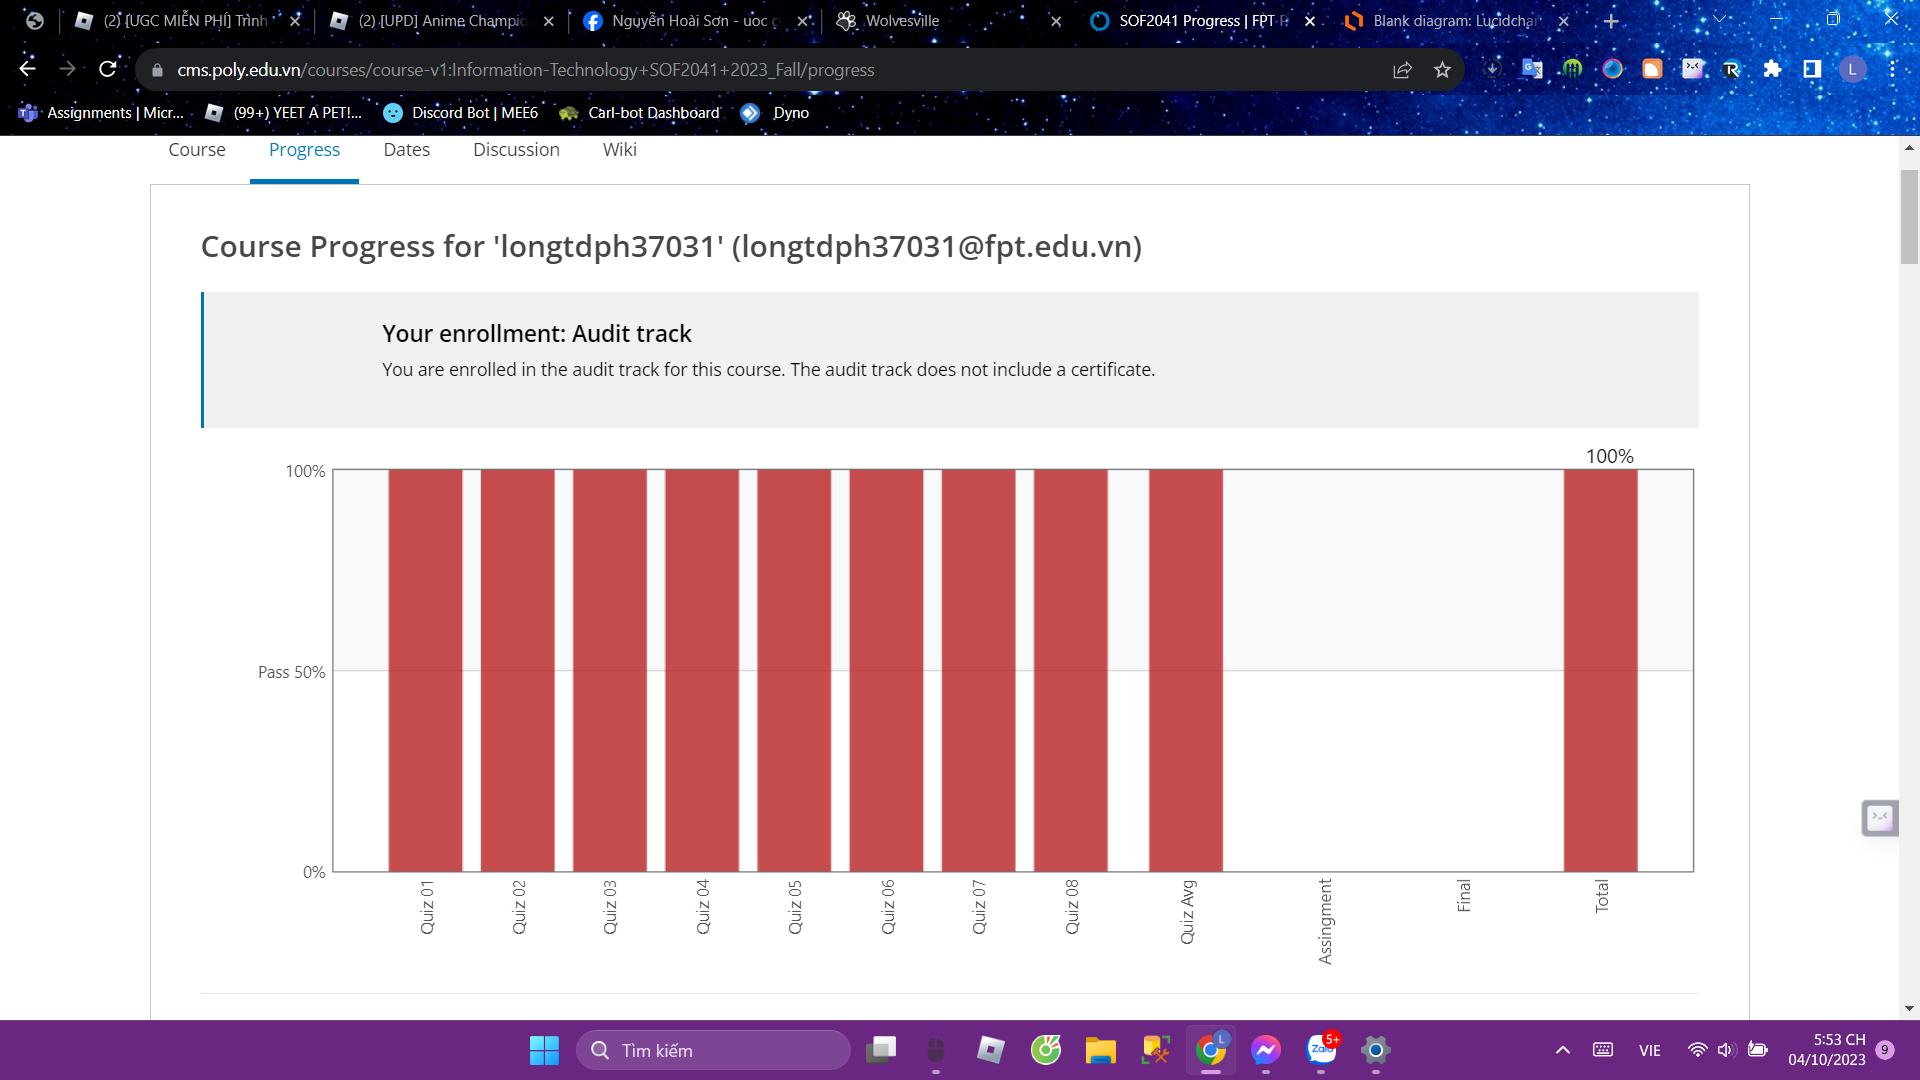 (2) [UGC MIỄN PHÍ] Trình
(2) [UPD] Anime Champio
Nguyễn Hoài Sơn - uoc g
Wolvesville
SOF2041 Progress | FPT P
Blank diagram: Lucidchar
cms.poly.edu.vn/courses/course-v1:Information-Technology+SOF2041+2023_Fall/progress
L
Assignments | Micr...
(99+) YEET A PET!...
Discord Bot | MEE6
Carl-bot Dashboard
Dyno
Course
Progress
Dates
Discussion
Wiki
Course Progress for 'longtdph37031' (longtdph37031@fpt.edu.vn)
Your enrollment: Audit track
You are enrolled in the audit track for this course. The audit track does not include a certificate.
100%
100%
Pass 50%
0%
Quiz 01
Quiz 02
Quiz 03
Quiz 04
Quiz 05
Quiz 06
Quiz 07
Quiz 08
Quiz Avg
Assingment
Final
Total
Tìm kiếm
L
Zalo
5+
VIE
5:53 CH
04/10/2023
9